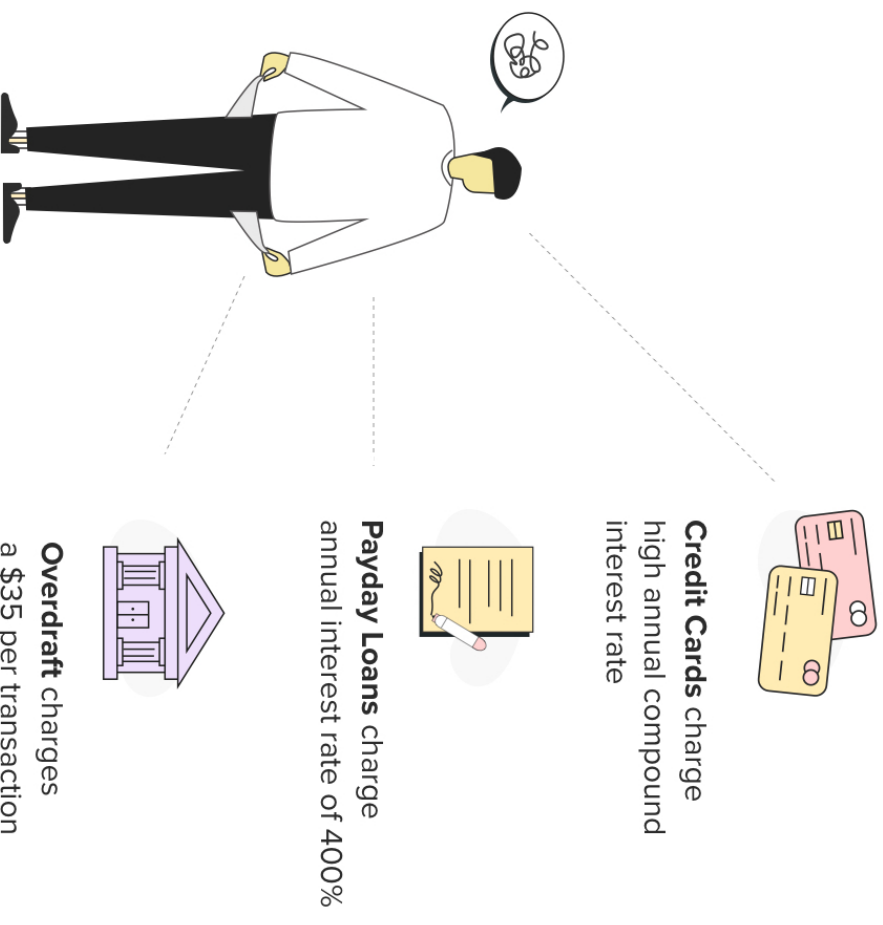 Credit Cards charge
high annual compound
interest rate
Payday Loans charge
annual interest rate of 400%
Overdraft charges
a $35 per transaction